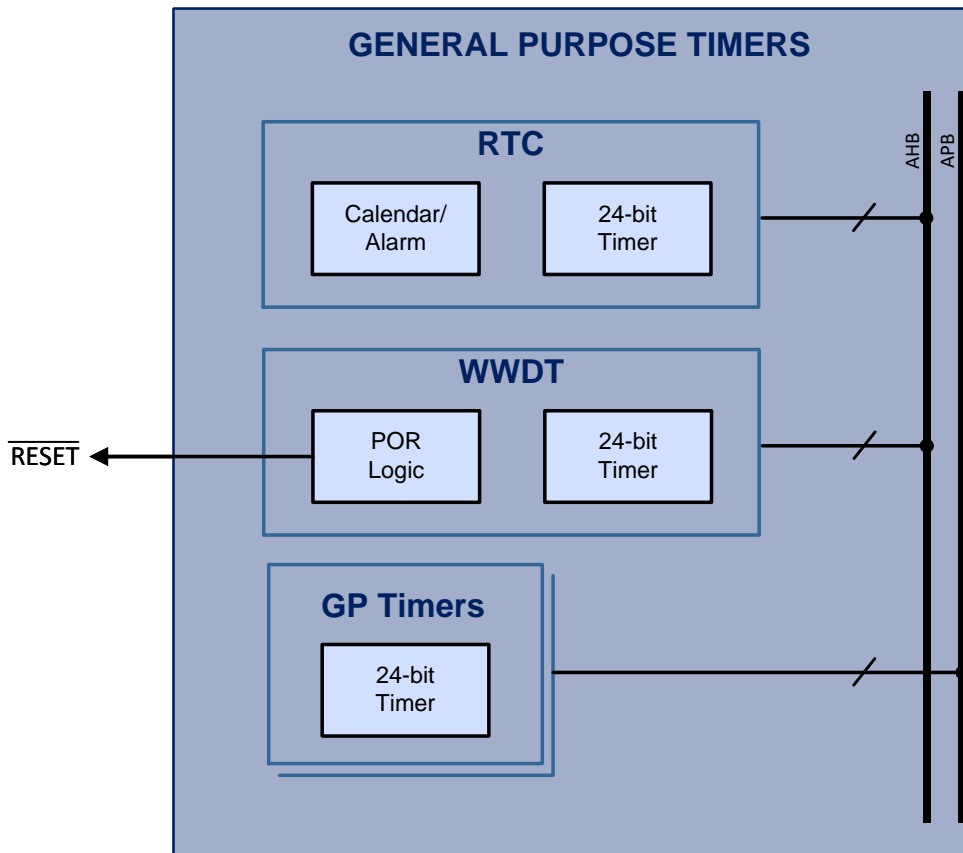 GENERAL PURPOSE TIMERS
AHB
APB
RTC
Calendar/
Alarm
24-bit
Timer
WWDT
RESET
POR
Logic
24-bit
Timer
GP Timers
24-bit
Timer